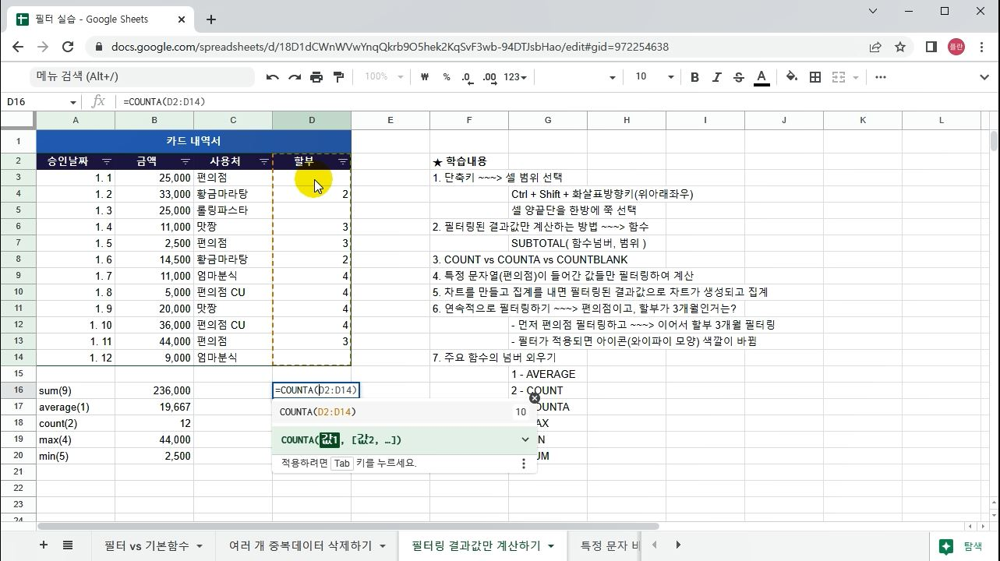 필터 실습 - Google Sheets
docs.google.com/spreadsheets/d/18D1dCWnWVwYnqQkrb9O5hek2KqSvF3wb-94DTJsbHao/edit#gid=972254638
플란
메뉴 검색 (Alt+/)
100%
₩ % .0 .00 123
10
B I S A
D16
fx
=COUNTA(D2:D14)
A B C D E F G H I J K L
1 카드 내역서
2 승인날짜 금액 사용처 할부 ★ 학습내용
3 1. 1 25,000 편의점 1. 단축키 ~~~> 셀 범위 선택
4 1. 2 33,000 황금마라탕 2 Ctrl + Shift + 화살표방향키(위아래좌우)
5 1. 3 25,000 롤링파스타 셀 양끝단을 한방에 쭉 선택
6 1. 4 11,000 맛짱 3 2. 필터링된 결과값만 계산하는 방법 ~~~> 함수
7 1. 5 2,500 편의점 3 SUBTOTAL( 함수넘버, 범위 )
8 1. 6 14,500 황금마라탕 2 3. COUNT vs COUNTA vs COUNTBLANK
9 1. 7 11,000 엄마분식 4 4. 특정 문자열(편의점)이 들어간 값들만 필터링하여 계산
10 1. 8 5,000 편의점 CU 4 5. 차트를 만들고 집계를 내면 필터링된 결과값으로 차트가 생성되고 집계
11 1. 9 20,000 맛짱 4 6. 연속적으로 필터링하기 ~~~> 편의점이고, 할부가 3개월인거는?
12 1. 10 36,000 편의점 CU 4 - 먼저 편의점 필터링하고 ~~~> 이어서 할부 3개월 필터링
13 1. 11 44,000 편의점 3 - 필터가 적용되면 아이콘(와이파이 모양) 색깔이 바뀜
14 1. 12 9,000 엄마분식 7. 주요 함수의 넘버 외우기
15 1 - AVERAGE
16 sum(9) 236,000 =COUNTA(D2:D14) 2 - COUNT
17 average(1) 19,667 COUNTA(D2:D14) 10 OUNTA
18 count(2) 12 AX
19 max(4) 44,000 COUNTA(값1, [값2, …]) N
20 min(5) 2,500 적용하려면 Tab 키를 누르세요. UM
21
22
23
24
필터 vs 기본함수 여러 개 중복데이터 삭제하기 필터링 결과값만 계산하기 특정 문자 비 탐색